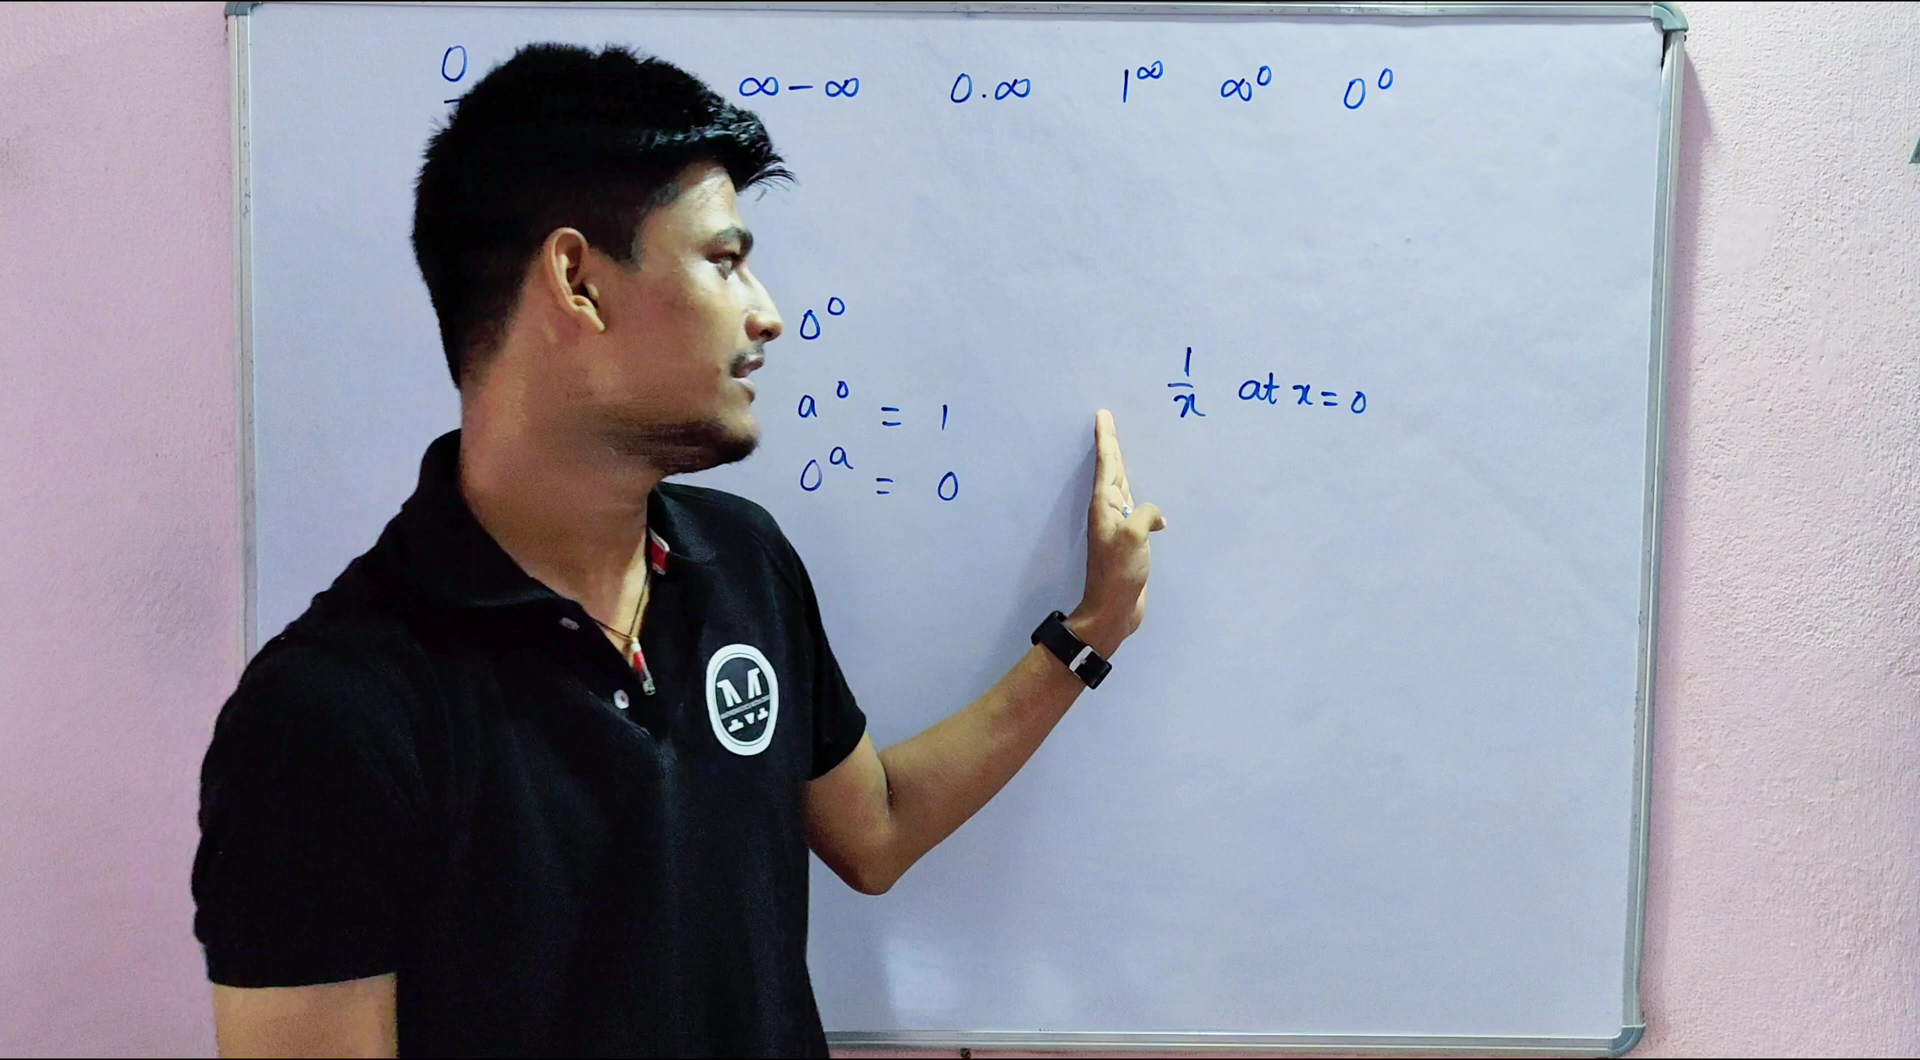 0 ∞ - ∞ 0.∞ 1^∞ ∞^0 0^0
0^0
a^0 = 1
0^a = 0
1/x at x = 0
M